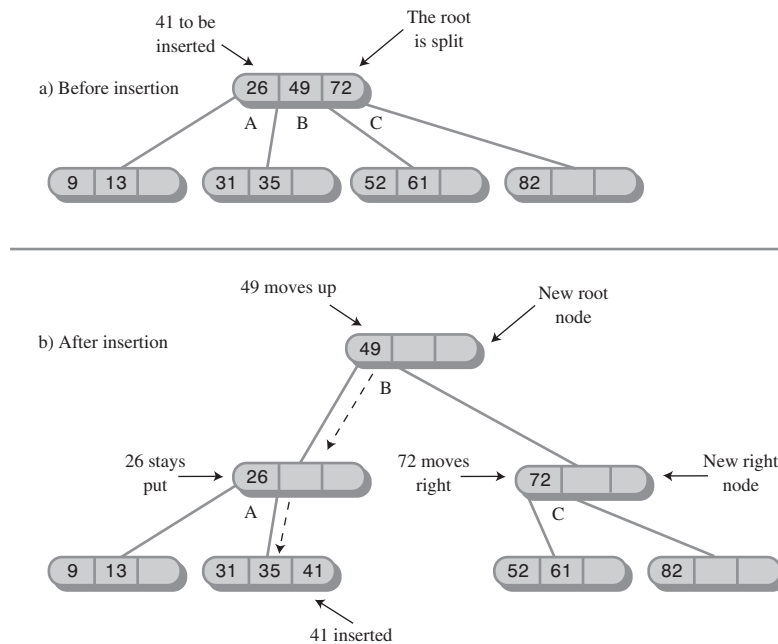 41 to be
inserted
The root
is split
a) Before insertion
26 49 72
A B C
9 13
31 35
52 61
82
49 moves up
New root
node
b) After insertion
49
B
26 stays
put
26
72 moves
right
72
New right
node
A
C
9 13
31 35 41
52 61
82
41 inserted